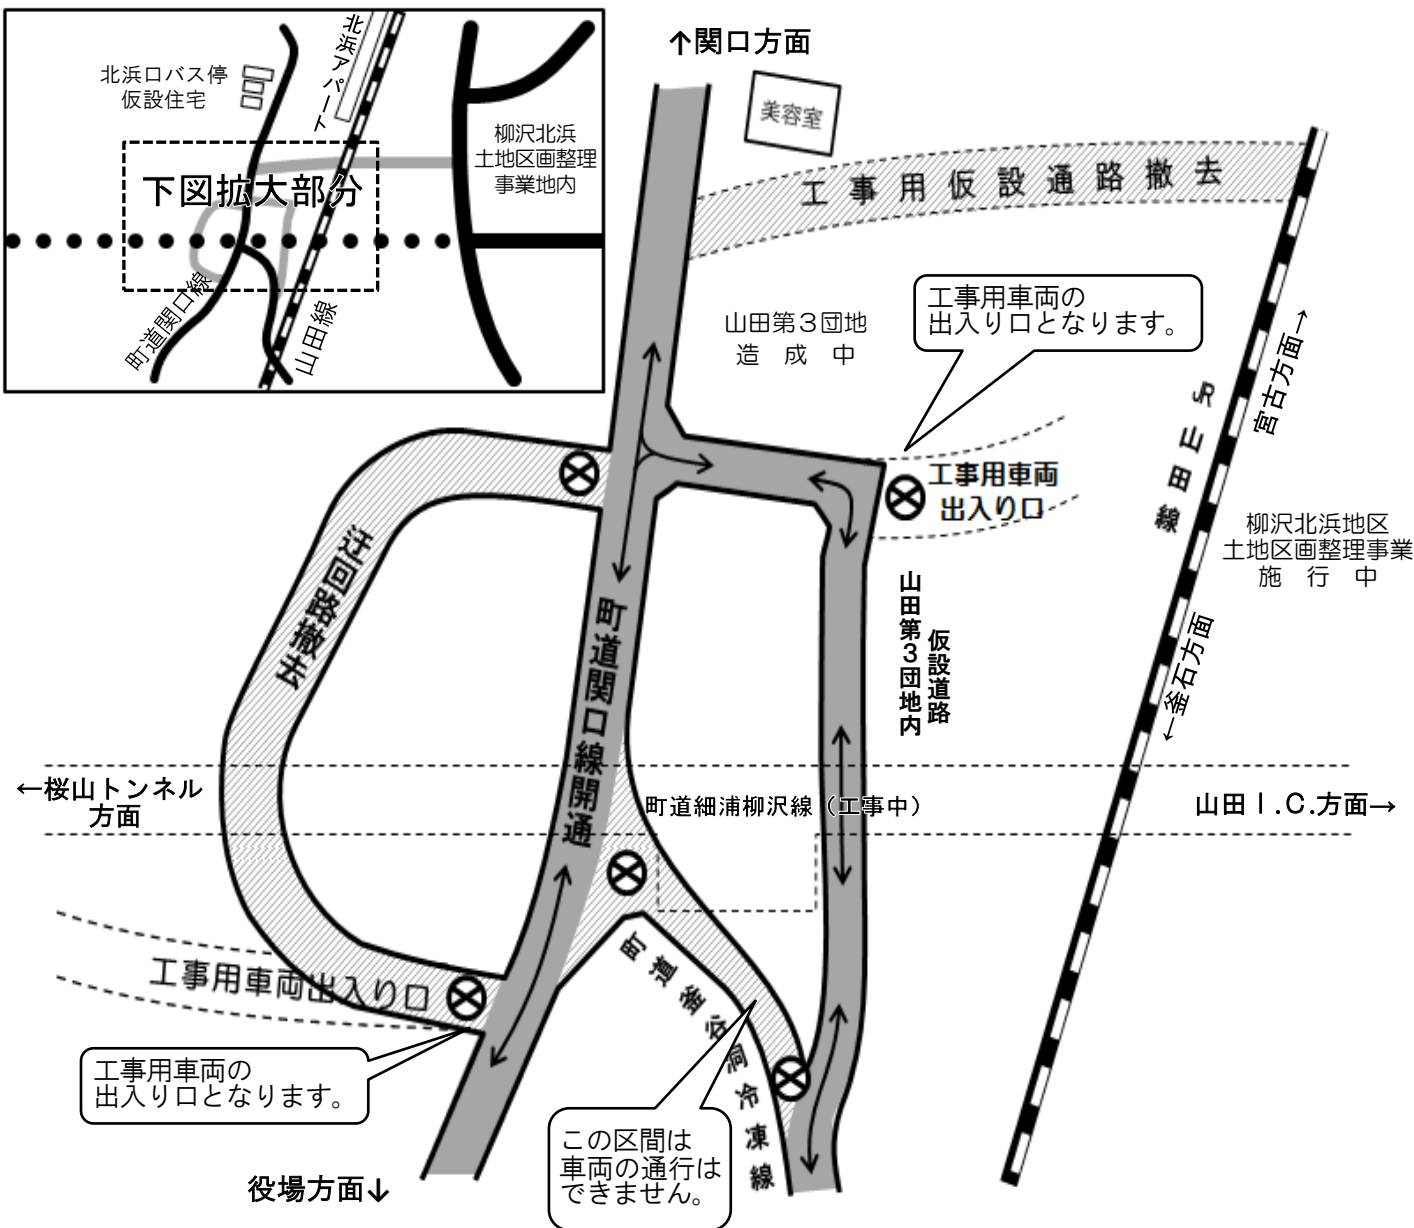 ↑関口方面
北浜アパート
北浜口バス停
仮設住宅
柳沢北浜
土地区画整理
事業地内
下図拡大部分
町道関口線
山田線
美容室
工事用仮設通路撤去
工事用車両の
出入り口となります。
山田第3団地
造成中
宮古方面→
JR山田線
工事用車両
出入り口
柳沢北浜地区
土地区画整理事業
施行中
迂回路撤去
町道関口線開通
山田第3団地内
仮設道路
←釜石方面
←桜山トンネル
方面
町道細浦柳沢線(工事中)
山田I.C.方面→
工事用車両出入り口
町道釜谷洞冷凍線
工事用車両の
出入り口となります。
この区間は
車両の通行は
できません。
役場方面↓